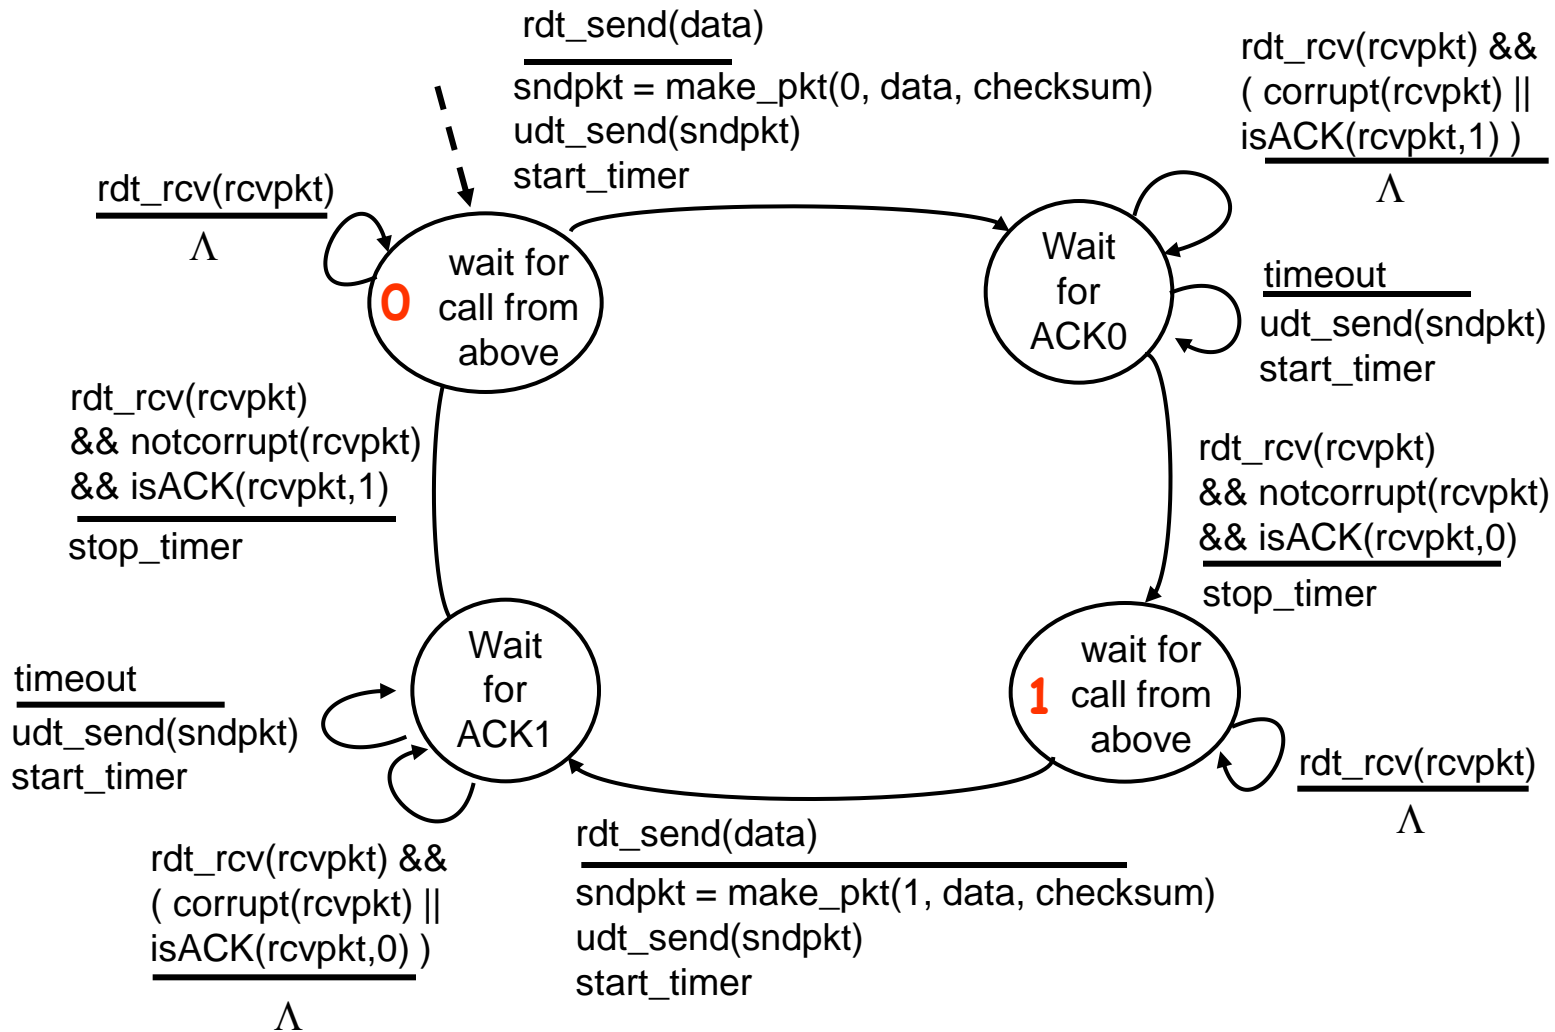 rdt_send(data)
sndpkt = make_pkt(0, data, checksum)
udt_send(sndpkt)
start_timer
rdt_rcv(rcvpkt) &&
( corrupt(rcvpkt) ||
isACK(rcvpkt,1) )
Λ
rdt_rcv(rcvpkt)
Λ
0
wait for
call from
above
Wait
for
ACK0
timeout
udt_send(sndpkt)
start_timer
rdt_rcv(rcvpkt)
&& notcorrupt(rcvpkt)
&& isACK(rcvpkt,1)
stop_timer
rdt_rcv(rcvpkt)
&& notcorrupt(rcvpkt)
&& isACK(rcvpkt,0)
stop_timer
Wait
for
ACK1
1
wait for
call from
above
timeout
udt_send(sndpkt)
start_timer
rdt_rcv(rcvpkt)
Λ
rdt_rcv(rcvpkt) &&
( corrupt(rcvpkt) ||
isACK(rcvpkt,0) )
Λ
rdt_send(data)
sndpkt = make_pkt(1, data, checksum)
udt_send(sndpkt)
start_timer